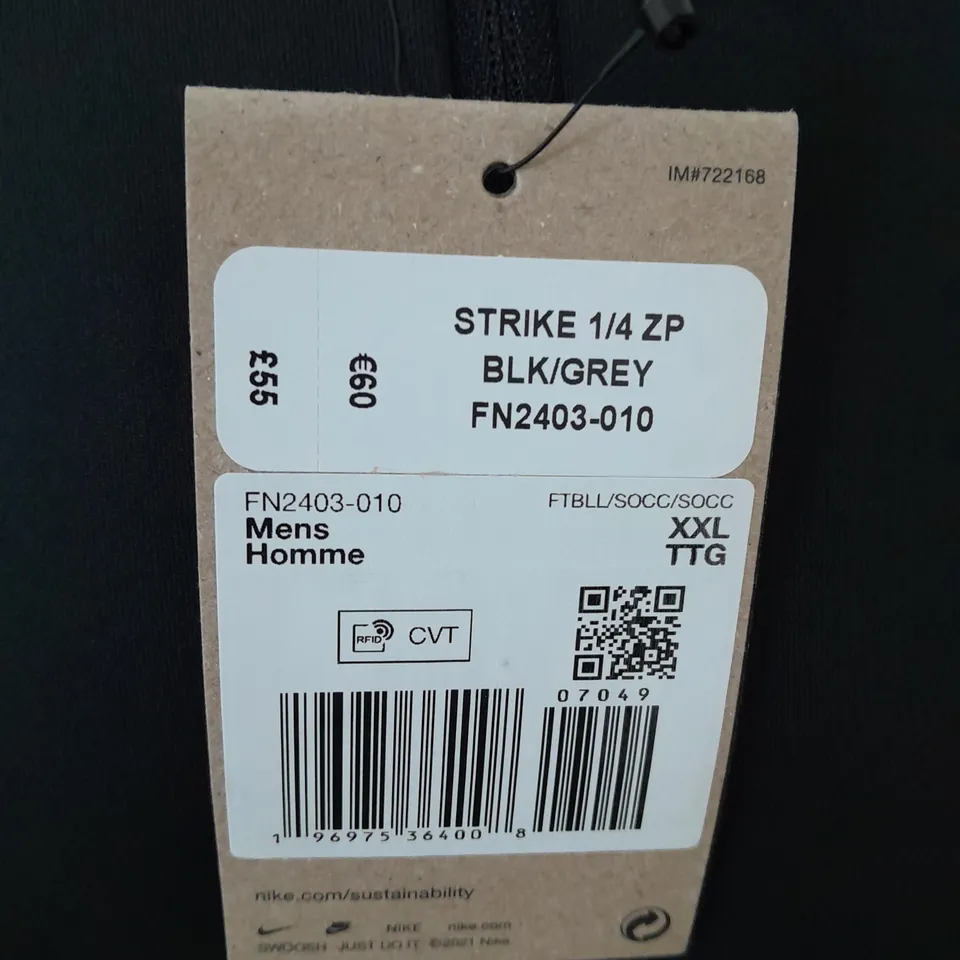 IM#722168
STRIKE 1/4 ZP
BLK/GREY
FN2403-010
£55
€60
FN2403-010
FTBLL/SOCC/SOCC
Mens
Homme
XXL
TTG
RFID CVT
07049
1 96975 36400 8
nike.com/sustainability
NIKE nike.com
SWOOSH JUST DO IT ©2021 Nike